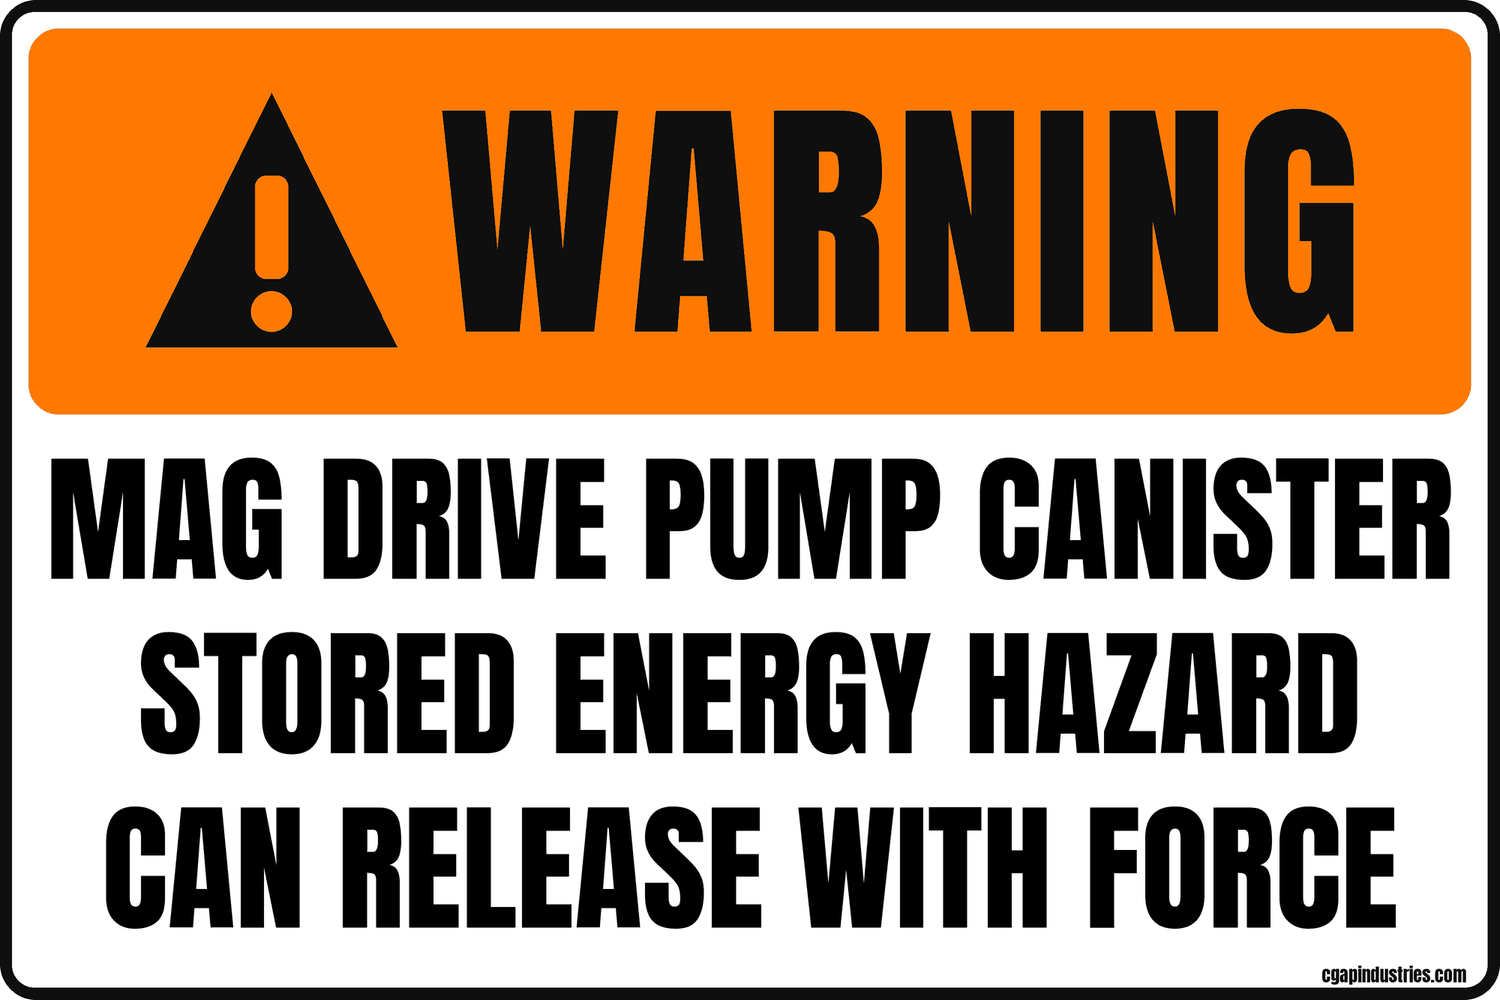 WARNING
MAG DRIVE PUMP CANISTER
STORED ENERGY HAZARD
CAN RELEASE WITH FORCE
cgapindustries.com